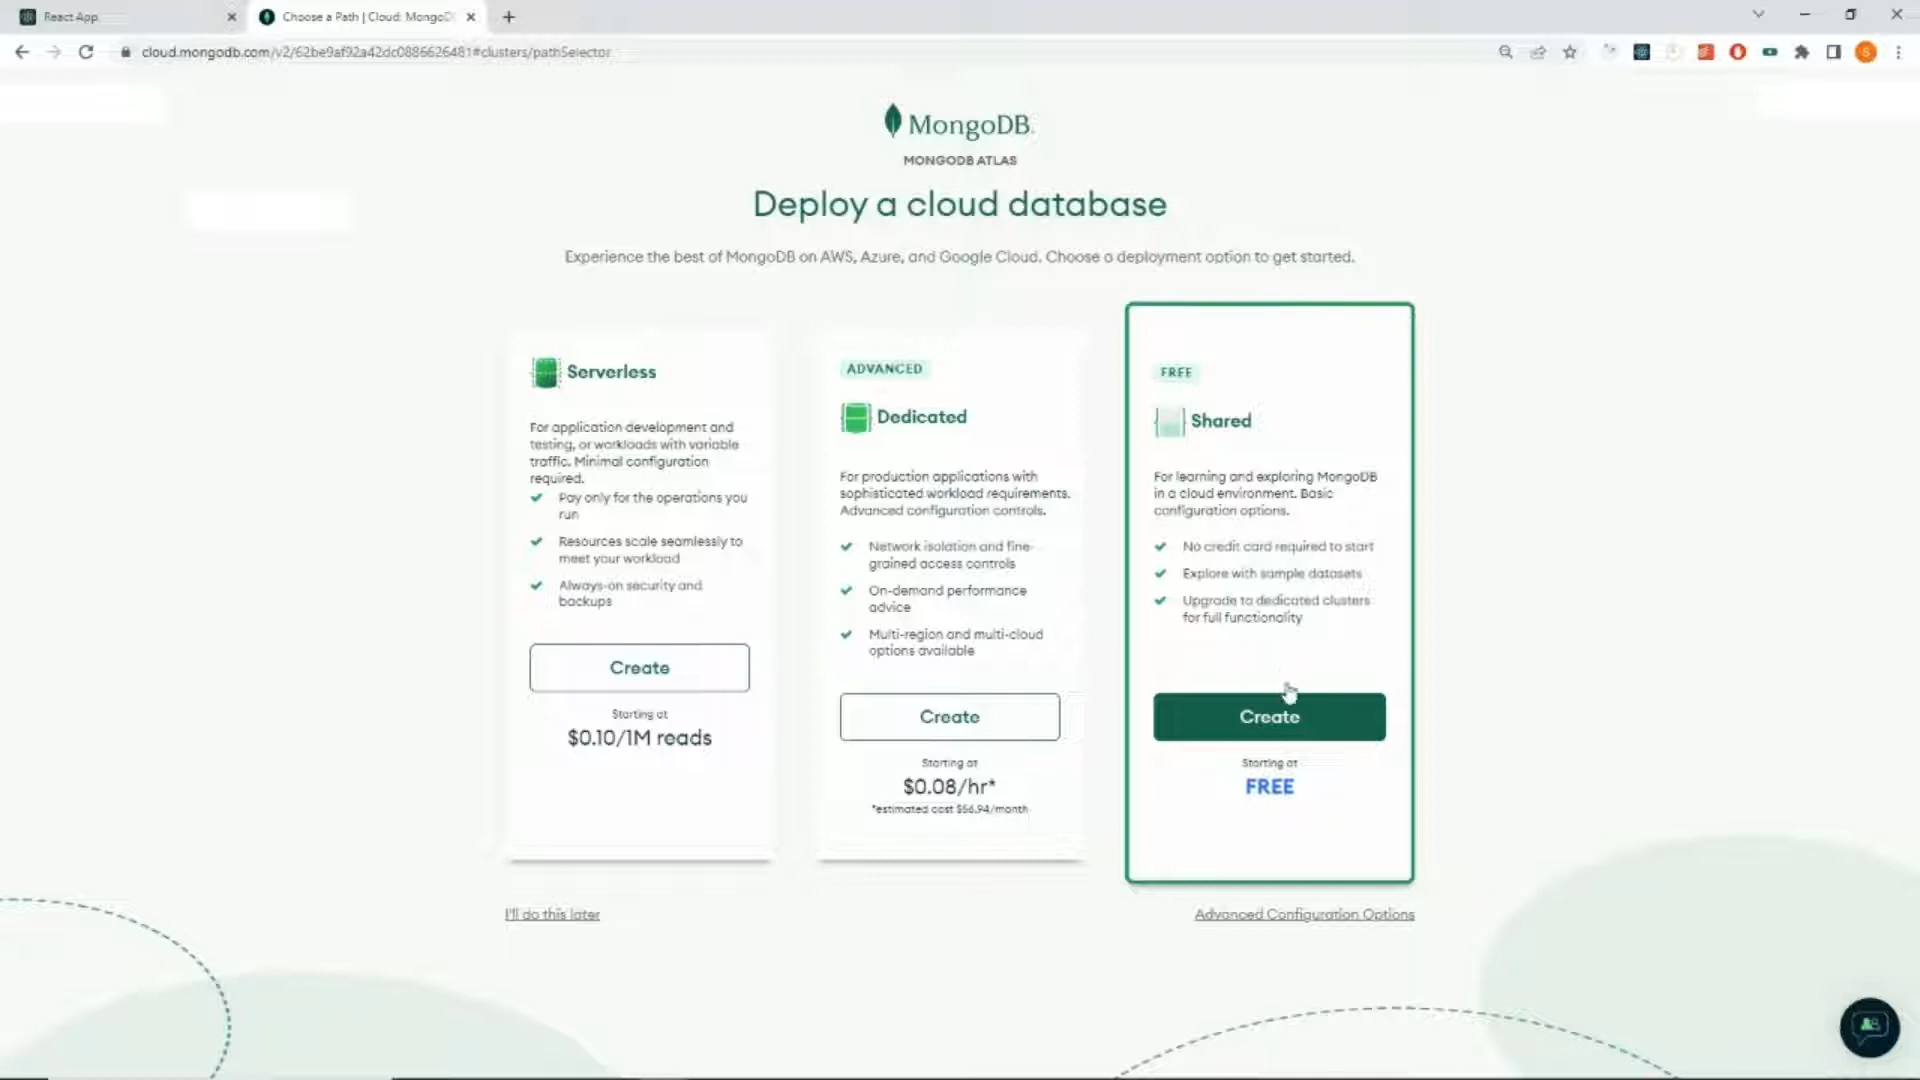 React App
Choose a Path | Cloud: MongoD
cloud.mongodb.com/v2/62be9af92a42dc0886626481#clusters/pathSelector
S
MongoDB.
MONGODB ATLAS
Deploy a cloud database
Experience the best of MongoDB on AWS, Azure, and Google Cloud. Choose a deployment option to get started.
Serverless
For application development and
testing, or workloads with variable
traffic. Minimal configuration
required.
Pay only for the operations you
run
Resources scale seamlessly to
meet your workload
Always-on security and
backups
Create
Starting at
$0.10/1M reads
ADVANCED
Dedicated
For production applications with
sophisticated workload requirements.
Advanced configuration controls.
Network isolation and fine-
grained access controls
On-demand performance
advice
Multi-region and multi-cloud
options available
Create
Starting at
$0.08/hr*
*estimated cost $56.94/month
FREE
Shared
For learning and exploring MongoDB
in a cloud environment. Basic
configuration options.
No credit card required to start
Explore with sample datasets
Upgrade to dedicated clusters
for full functionality
Create
Starting at
FREE
I'll do this later
Advanced Configuration Options